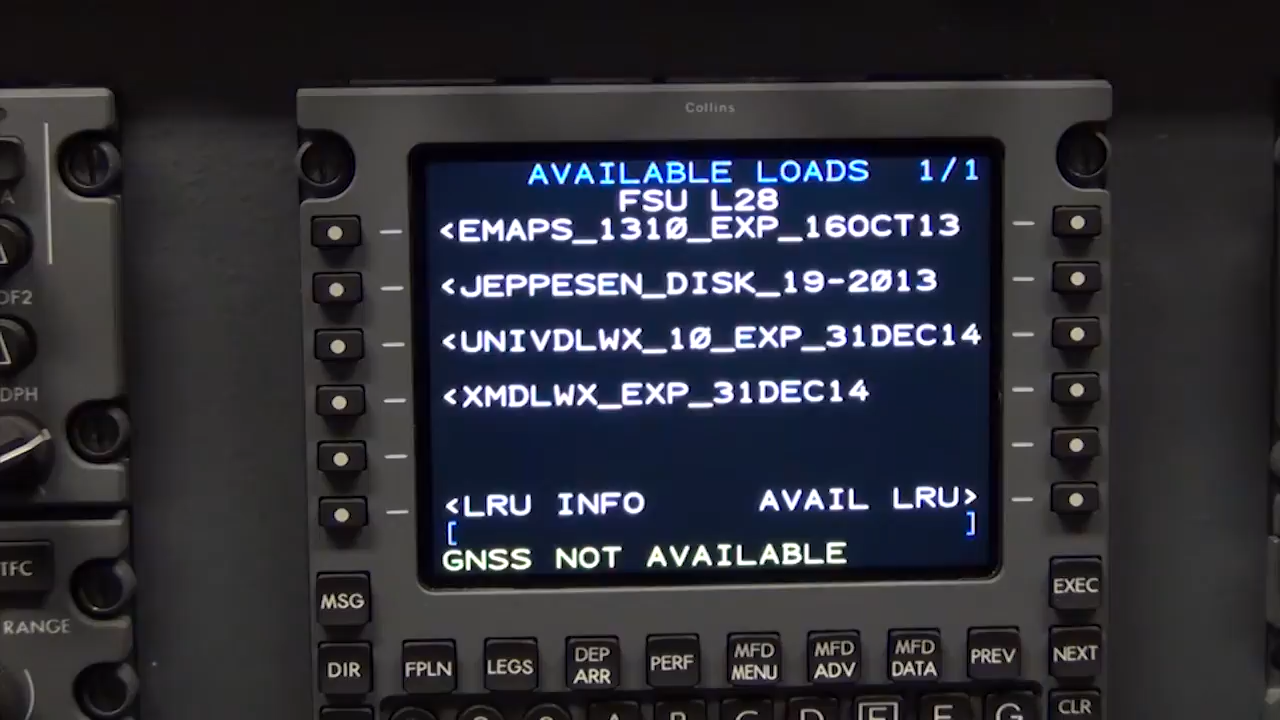 Collins
AVAILABLE LOADS 1/1
FSU L28
<EMAPS_1310_EXP_16OCT13
<JEPPESEN_DISK_19-2013
<UNIVDLWX_10_EXP_31DEC14
<XMDLWX_EXP_31DEC14
<LRU INFO AVAIL LRU>
[ ]
GNSS NOT AVAILABLE
A
DF2
DPH
TFC
RANGE
MSG
EXEC
DIR
FPLN
LEGS
DEP
ARR
PERF
MFD
MENU
MFD
ADV
MFD
DATA
PREV
NEXT
CLR
A B C D E F G